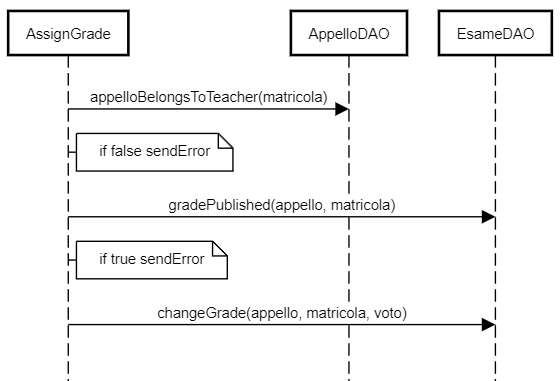 AssignGrade
AppelloDAO
EsameDAO
appelloBelongsToTeacher(matricola)
if false sendError
gradePublished(appello, matricola)
if true sendError
changeGrade(appello, matricola, voto)